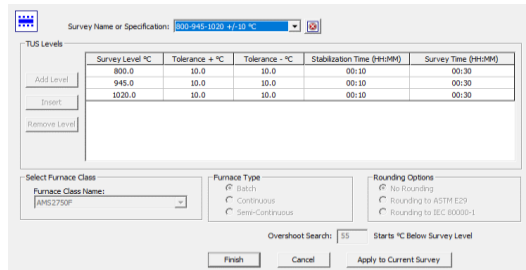 Survey Name or Specification: 800-945-1020 +/-10 ºC
TUS Levels
Survey Level ºC Tolerance + ºC Tolerance - ºC Stabilization Time (HH:MM) Survey Time (HH:MM)
800.0 10.0 10.0 00:10 00:30
945.0 10.0 10.0 00:10 00:30
1020.0 10.0 10.0 00:10 00:30
Add Level
Insert
Remove Level
Select Furnace Class
Furnace Class Name:
AMS2750F
Furnace Type
Batch
Continuous
Semi-Continuous
Rounding Options
No Rounding
Rounding to ASTM E29
Rounding to IEC 80000-1
Overshoot Search: 55 Starts ºC Below Survey Level
Finish Cancel Apply to Current Survey